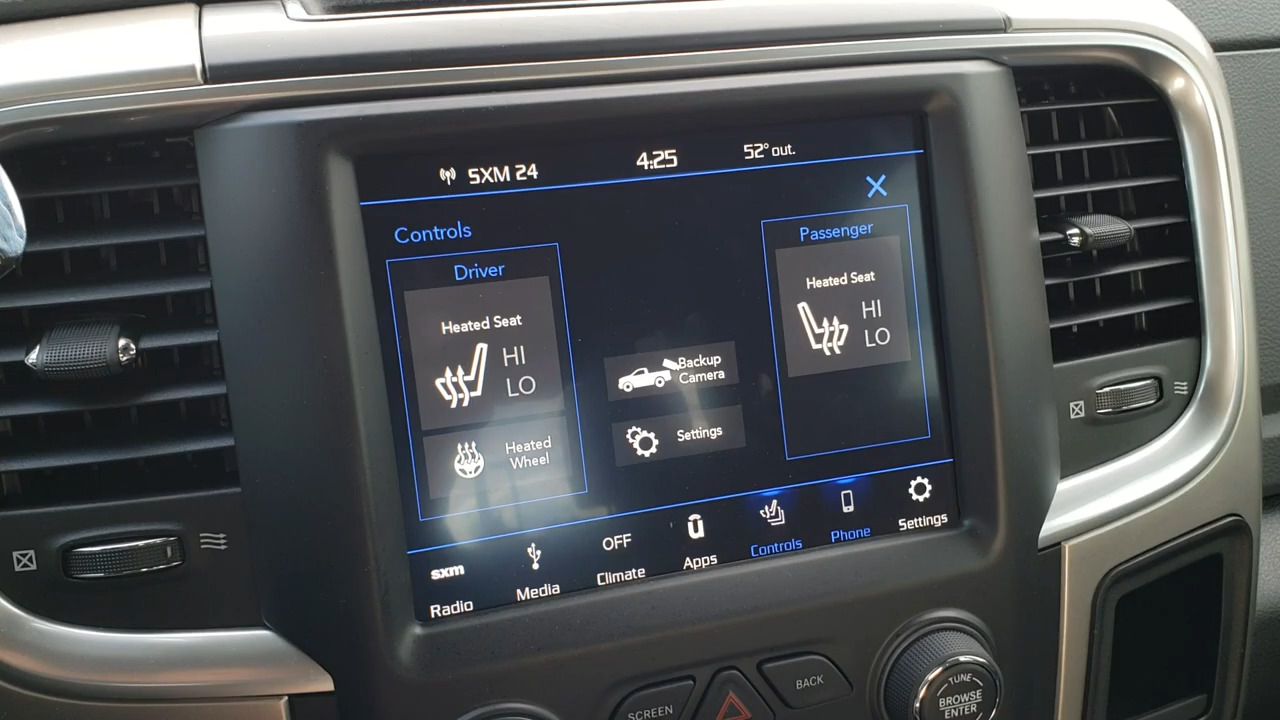 SXM 24
4:25
52° out.
Controls
Driver
Heated Seat
HI
LO
Heated
Wheel
Backup
Camera
Settings
Passenger
Heated Seat
HI
LO
sxm
Radio
Media
OFF
Climate
Apps
Controls
Phone
Settings
SCREEN
BACK
TUNE
BROWSE
ENTER